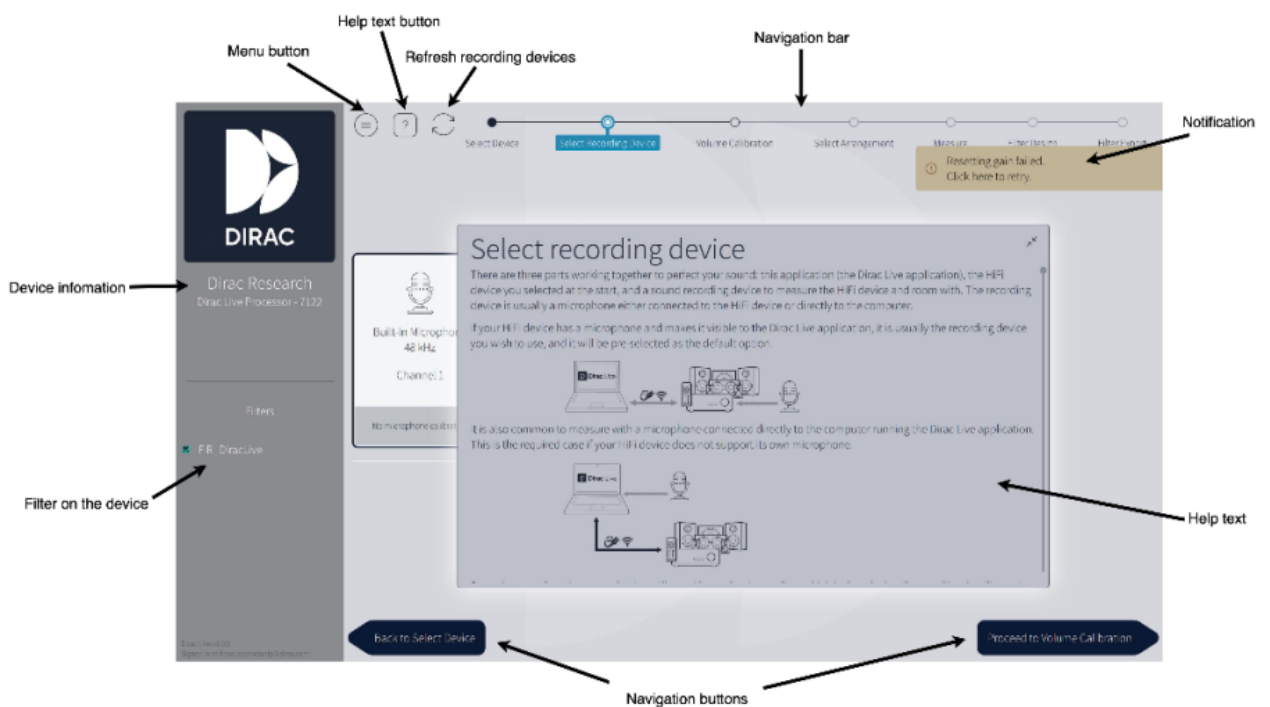 Help text button
Menu button
Refresh recording devices
Navigation bar
Notification
Select Device
Select Recording Device
Volume Calibration
Select Arrangement
Measure
Filter Design
Filter Export
Resetting gain failed.
Click here to retry.
DIRAC
Device infomation
Dirac Research
Dirac Live Processor - 7122
Filters
FIR DiracLive
Filter on the device
Built-in Micropho
48 kHz
Channel 1
No microphone calibrat
Select recording device
There are three parts working together to perfect your sound: this application (the Dirac Live application), the HiFi
device you selected at the start, and a sound recording device to measure the HiFi device and room with. The recording
device is usually a microphone either connected to the HiFi device or directly to the computer.
If your HiFi device has a microphone and makes it visible to the Dirac Live application, it is usually the recording device
you wish to use, and it will be pre-selected as the default option.
Dirac Live
It is also common to measure with a microphone connected directly to the computer running the Dirac Live application.
This is the required case if your HiFi device does not support its own microphone.
Dirac Live
Help text
Back to Select Device
Proceed to Volume Calibration
Navigation buttons